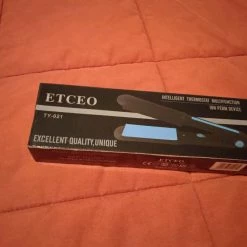 ETCEO
INTELLIGENT THERMOSTAT MULTIFUNCTION
ION PERM DEVICE
TY-021
EXCELLENT QUALITY,UNIQUE
ETCEO